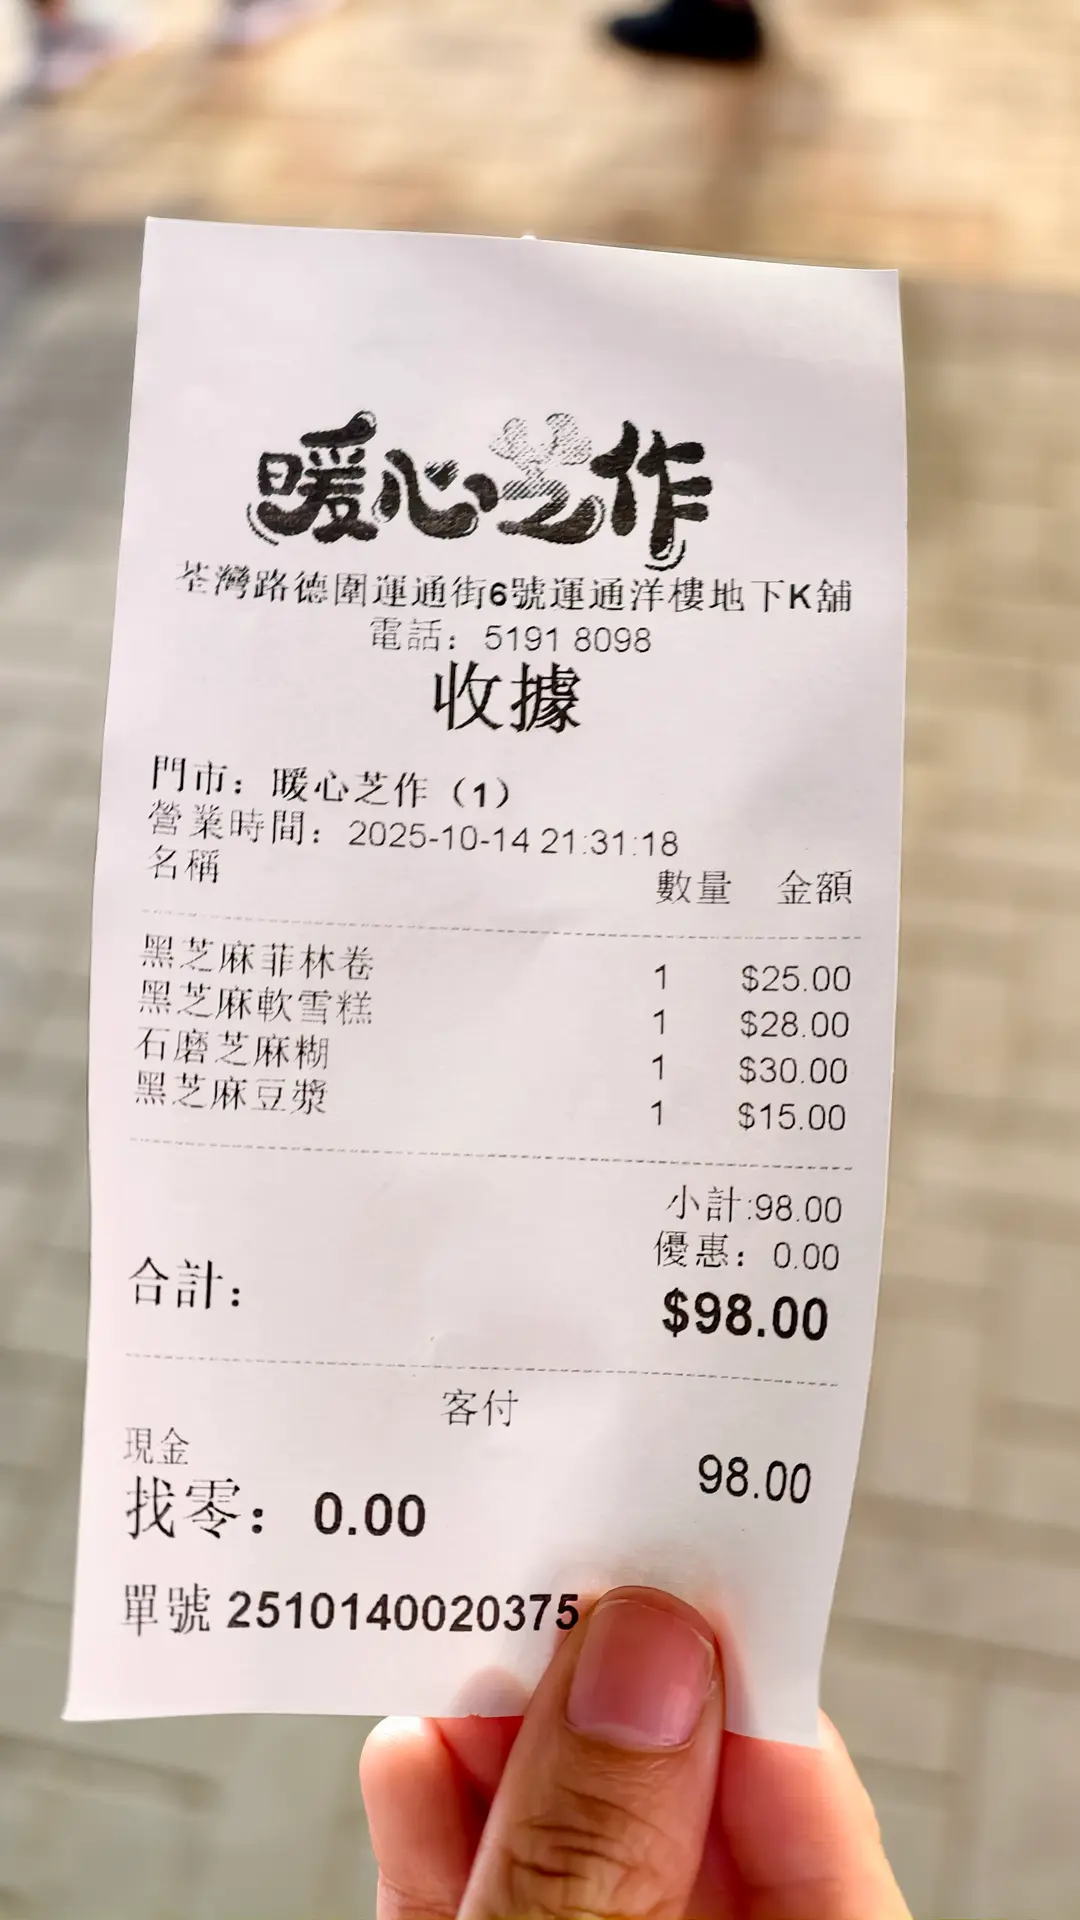 暖心芝作
荃灣路德圍運通街6號運通洋樓地下K舖
電話：5191 8098
收據
門市：暖心芝作（1）
營業時間：2025-10-14 21:31:18
名稱 數量 金額
黑芝麻菲林卷 1 $25.00
黑芝麻軟雪糕 1 $28.00
石磨芝麻糊 1 $30.00
黑芝麻豆漿 1 $15.00
小計:98.00
優惠：0.00
合計： $98.00
客付
現金 98.00
找零：0.00
單號 2510140020375